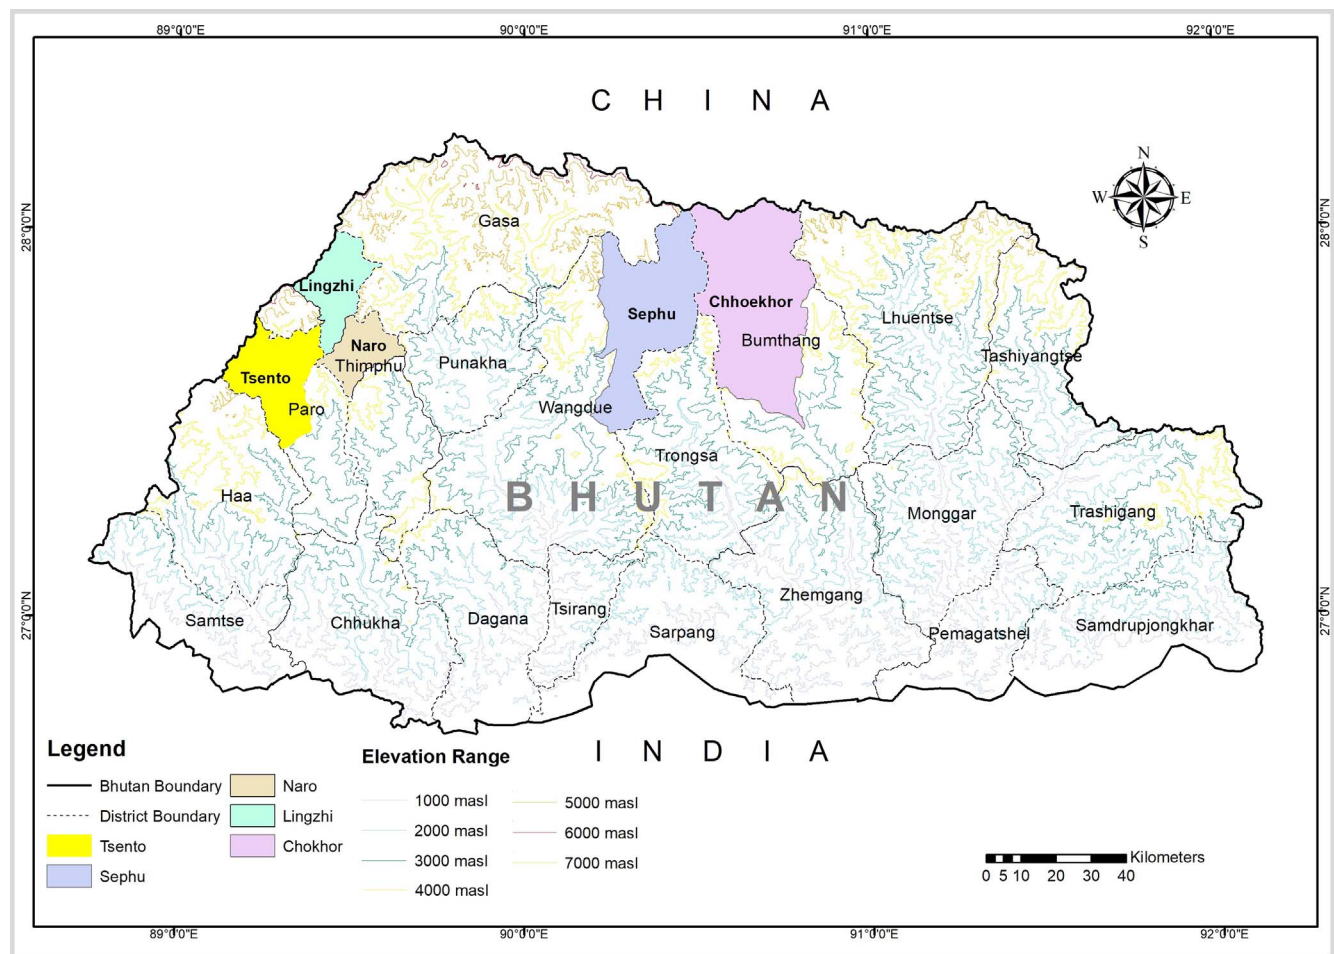 89°0'0"E 90°0'0"E 91°0'0"E 92°0'0"E
C H I N A
N
W E
S
28°0'0"N 28°0'0"N
Gasa
Lingzhi
Chhoekhor
Sephu
Lhuentse
Bumthang
Naro
Tashiyangtse
Punakha
Thimphu
Tsento
Paro
Wangdue
Trongsa
Haa
B H U T A N
Monggar
Trashigang
Zhemgang
Tsirang
Samtse
Chhukha
Dagana
Sarpang
Pemagatshel
Samdrupjongkhar
27°0'0"N 27°0'0"N
I N D I A
Legend
Bhutan Boundary
District Boundary
Tsento
Sephu
Naro
Lingzhi
Chokhor
Elevation Range
1000 masl
2000 masl
3000 masl
4000 masl
5000 masl
6000 masl
7000 masl
Kilometers
0 5 10 20 30 40
89°0'0"E 90°0'0"E 91°0'0"E 92°0'0"E